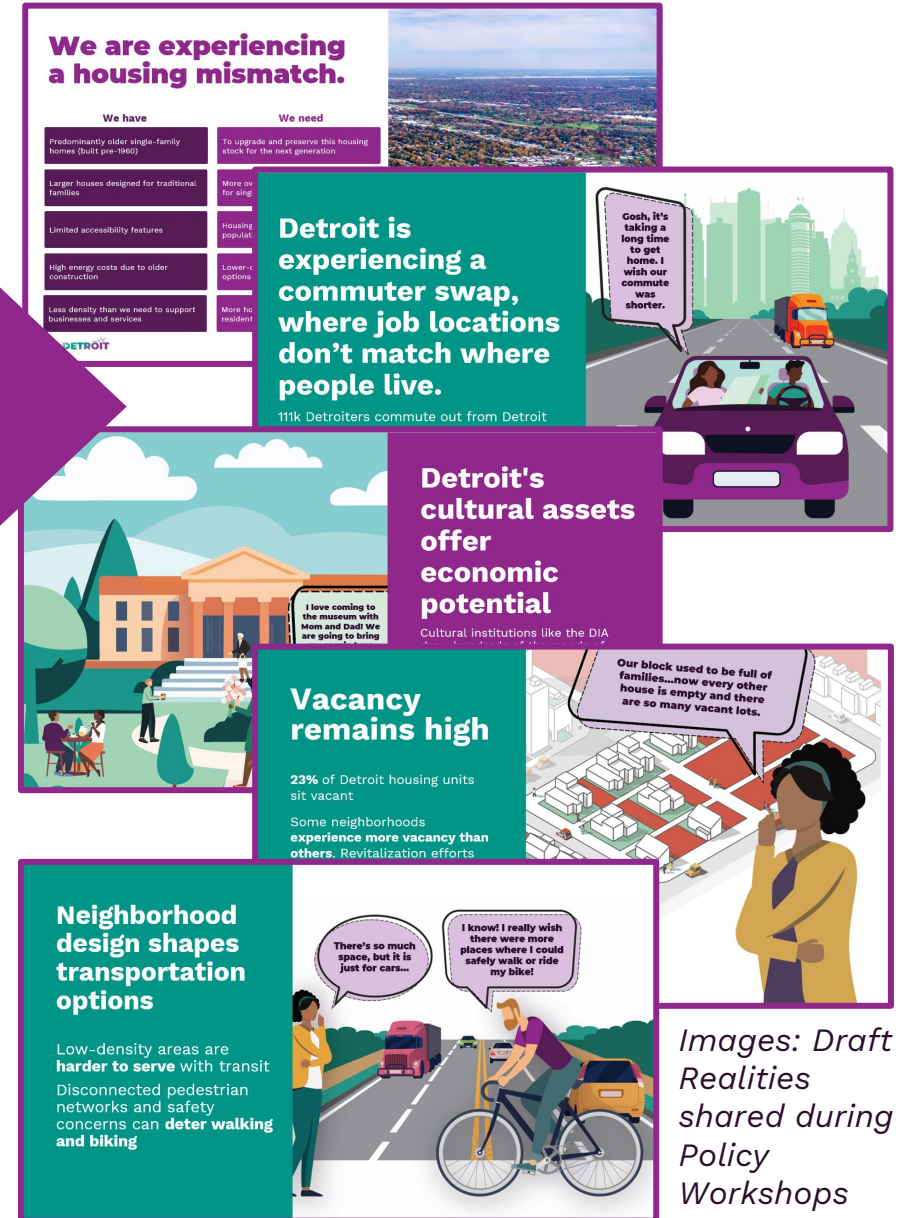 We are experiencing
a housing mismatch.
We have
We need
Predominantly older single-family
homes (built pre-1960)
To upgrade and preserve this housing
stock for the next generation
Larger houses designed for traditional
families
More
for
Limited accessibility features
Housing
High energy costs due to older
construction
options
Less density than we need to support
businesses and services
More
DETROIT
Detroit is
experiencing a
commuter swap,
where job locations
don’t match where
people live.
111k Detroiters commute out from Detroit
Gosh, it’s
taking a
long time
to get
home. I
wish our
commute
was
shorter.
I love coming to
the museum with
Mom and Dad! We
are going to bring
Detroit's
cultural assets
offer
economic
potential
Cultural institutions like the DIA
Vacancy
remains high
23% of Detroit housing units
sit vacant
Some neighborhoods
experience more vacancy than
others. Revitalization efforts
Our block used to be full of
families...now every other
house is empty and there
are so many vacant lots.
Neighborhood
design shapes
transportation
options
Low-density areas are
harder to serve with transit
Disconnected pedestrian
networks and safety
concerns can deter walking
and biking
There’s so much
space, but it is
just for cars...
I know! I really wish
there were more
places where I could
safely walk or ride
my bike!
Images: Draft
Realities
shared during
Policy
Workshops